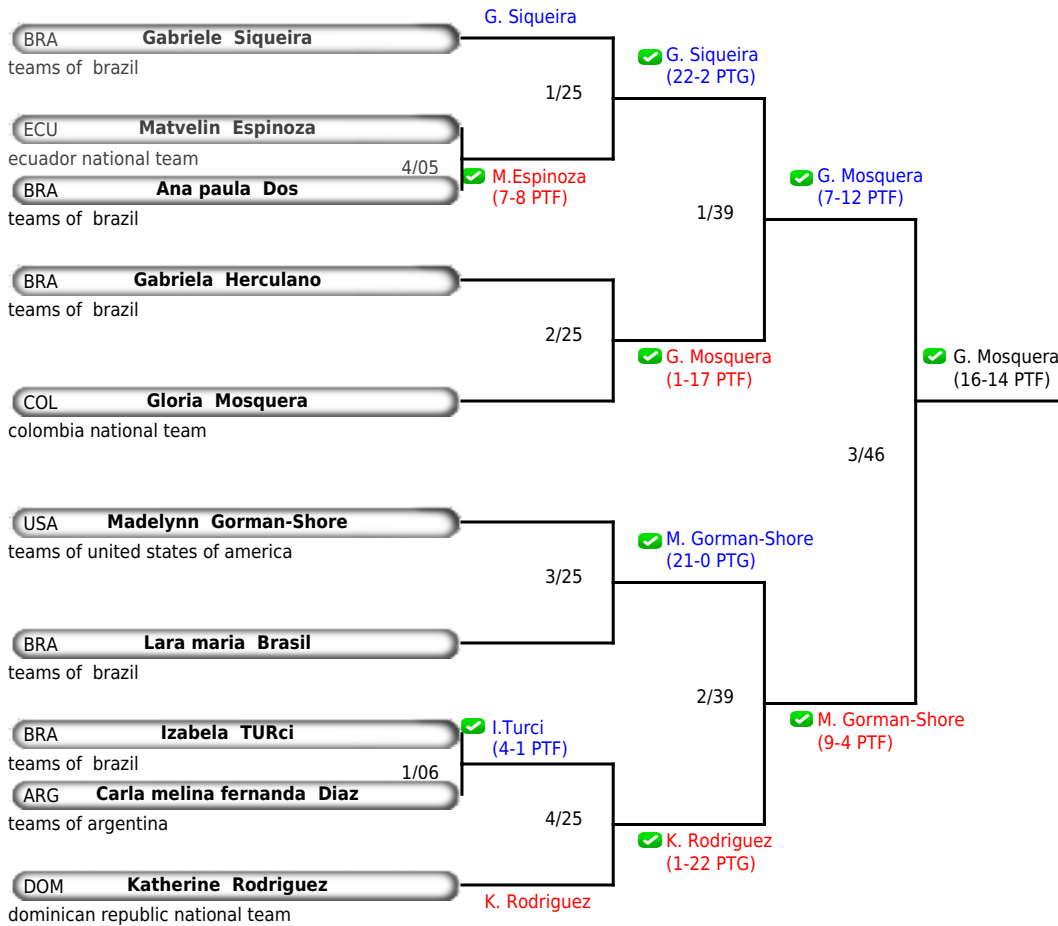 G. Siqueira
BRA Gabriele Siqueira
teams of brazil
G. Siqueira
(22-2 PTG)
1/25
ECU Matvelin Espinoza
ecuador national team
4/05
M.Espinoza
(7-8 PTF)
BRA Ana paula Dos
teams of brazil
G. Mosquera
(7-12 PTF)
1/39
BRA Gabriela Herculano
teams of brazil
2/25
G. Mosquera
(1-17 PTF)
G. Mosquera
(16-14 PTF)
COL Gloria Mosquera
colombia national team
3/46
USA Madelynn Gorman-Shore
teams of united states of america
M. Gorman-Shore
(21-0 PTG)
3/25
BRA Lara maria Brasil
teams of brazil
2/39
M. Gorman-Shore
(9-4 PTF)
BRA Izabela TURci
teams of brazil
I.Turci
(4-1 PTF)
1/06
ARG Carla melina fernanda Diaz
teams of argentina
4/25
K. Rodriguez
(1-22 PTG)
DOM Katherine Rodriguez
K. Rodriguez
dominican republic national team